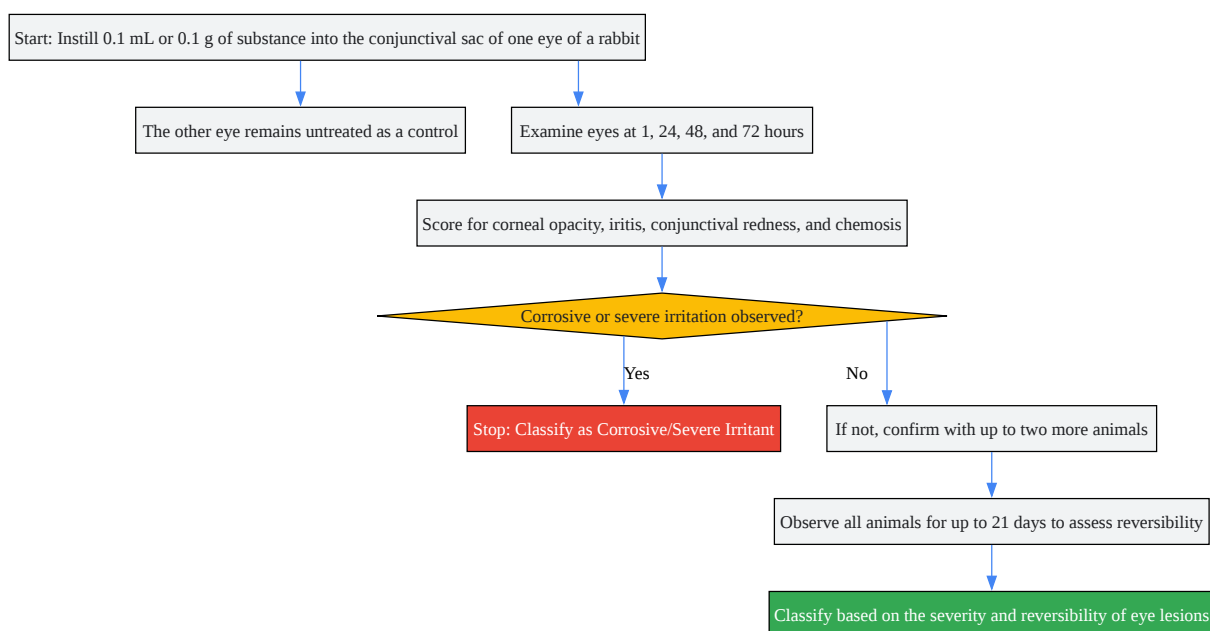 Start: Instill 0.1 mL or 0.1 g of substance into the conjunctival sac of one eye of a rabbit
The other eye remains untreated as a control
Examine eyes at 1, 24, 48, and 72 hours
Score for corneal opacity, iritis, conjunctival redness, and chemosis
Corrosive or severe irritation observed?
Yes
No
Stop: Classify as Corrosive/Severe Irritant
If not, confirm with up to two more animals
Observe all animals for up to 21 days to assess reversibility
Classify based on the severity and reversibility of eye lesions